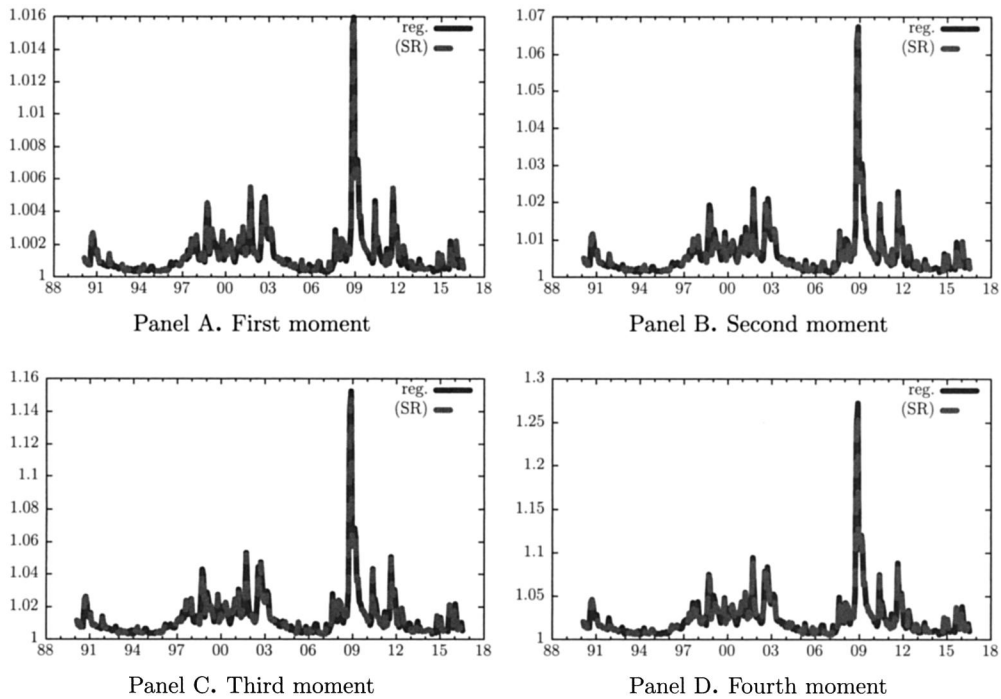 1.016
1.014
1.012
1.01
1.008
1.006
1.004
1.002
1
reg.
(SR)
88 91 94 97 00 03 06 09 12 15 18
Panel A. First moment
1.07
1.06
1.05
1.04
1.03
1.02
1.01
1
reg.
(SR)
88 91 94 97 00 03 06 09 12 15 18
Panel B. Second moment
1.16
1.14
1.12
1.1
1.08
1.06
1.04
1.02
1
reg.
(SR)
88 91 94 97 00 03 06 09 12 15 18
Panel C. Third moment
1.3
1.25
1.2
1.15
1.1
1.05
1
reg.
(SR)
88 91 94 97 00 03 06 09 12 15 18
Panel D. Fourth moment